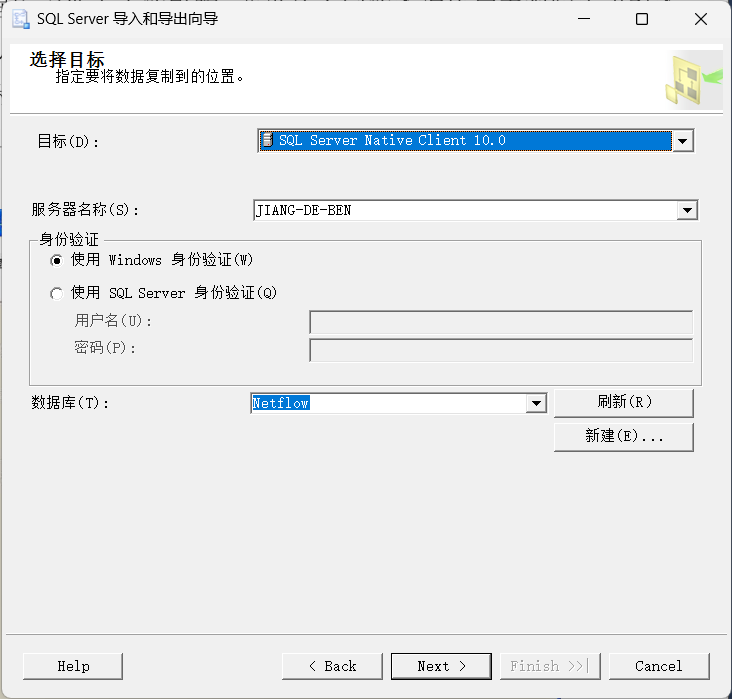 SQL Server 导入和导出向导
选择目标
指定要将数据复制到的位置。
目标(D):
SQL Server Native Client 10.0
服务器名称(S):
JIANG-DE-BEN
身份验证
使用 Windows 身份验证(W)
使用 SQL Server 身份验证(Q)
用户名(U):
密码(P):
数据库(T):
Netflow
刷新(R)
新建(E)...
Help
< Back
Next >
Finish >>|
Cancel